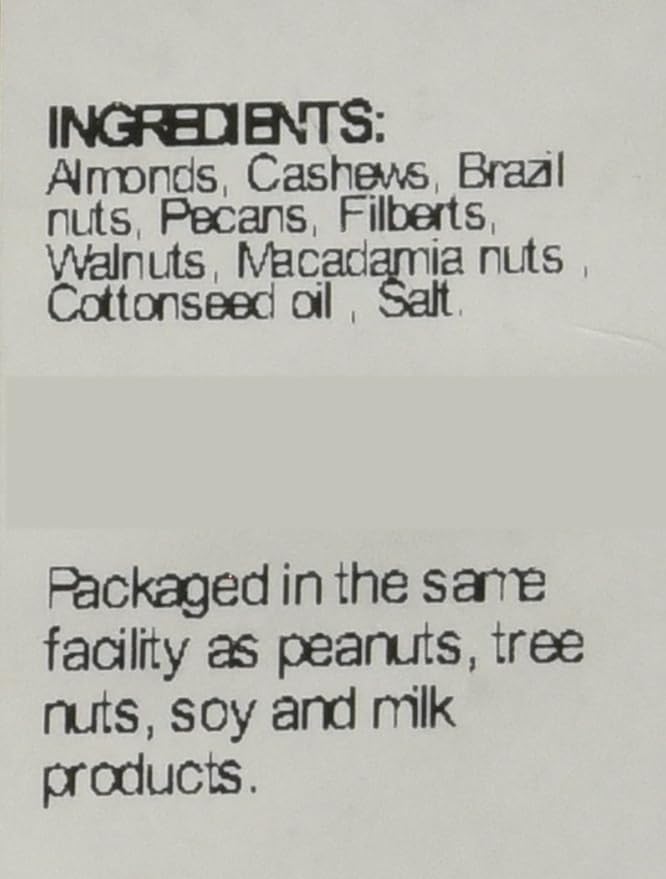 INGREDIENTS:
Almonds, Cashews, Brazil
nuts, Pecans, Filberts,
Walnuts, Macadamia nuts ,
Cottonseed oil , Salt.
Packaged in the same
facility as peanuts, tree
nuts, soy and milk
products.